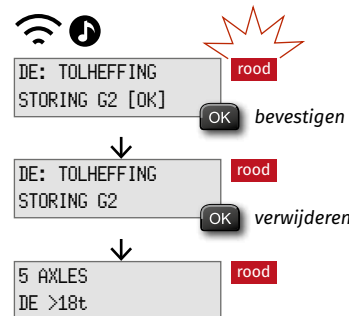 DE: TOLHEFFING
STORING G2 [OK]
rood
OK bevestigen
DE: TOLHEFFING
STORING G2
rood
OK verwijderen
5 AXLES
DE >18t
rood